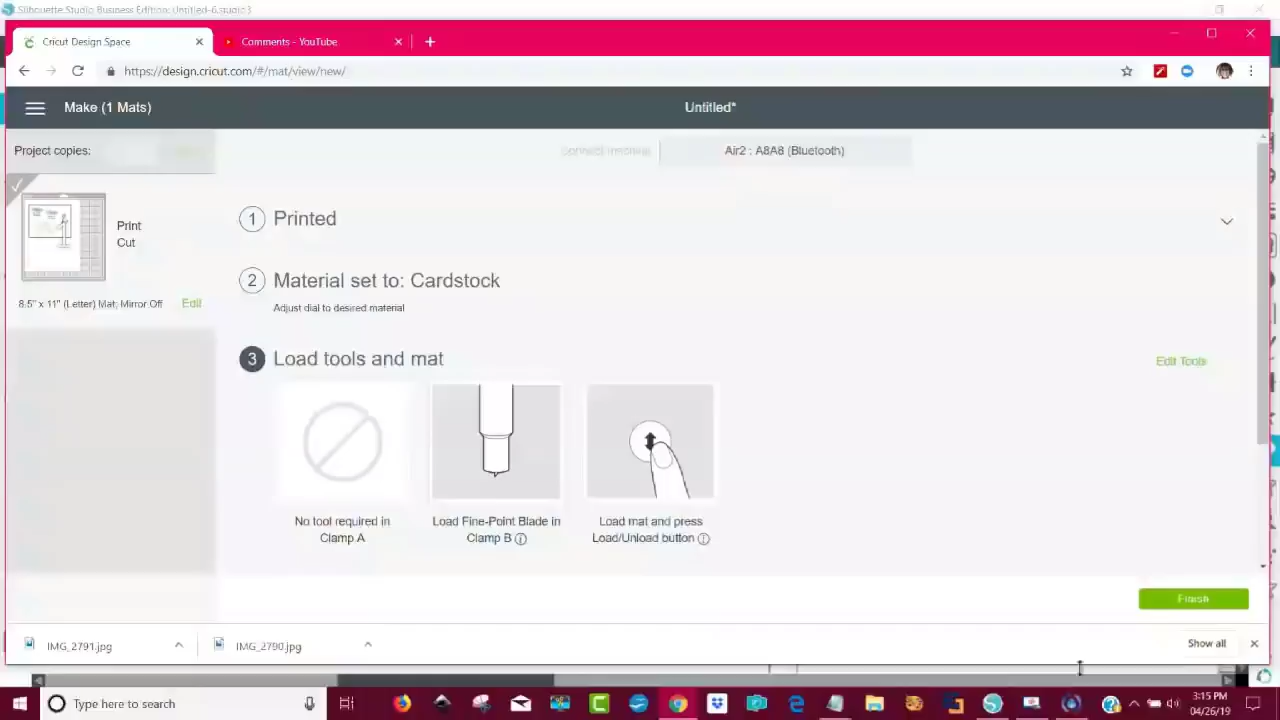 Silhouette Studio Business Edition: Untitled-6.studio3
Cricut Design Space
Comments - YouTube
https://design.cricut.com/#/mat/view/new/
Make (1 Mats)
Untitled*
Project copies:
Connect machine
Air2 : A8A8 (Bluetooth)
Print
Cut
8.5" x 11" (Letter) Mat, Mirror Off
Edit
1 Printed
2 Material set to: Cardstock
Adjust dial to desired material
3 Load tools and mat
Edit Tools
No tool required in
Clamp A
Load Fine-Point Blade in
Clamp B
Load mat and press
Load/Unload button
Finish
IMG_2791.jpg
IMG_2790.jpg
Show all
Type here to search
3:15 PM
04/26/19